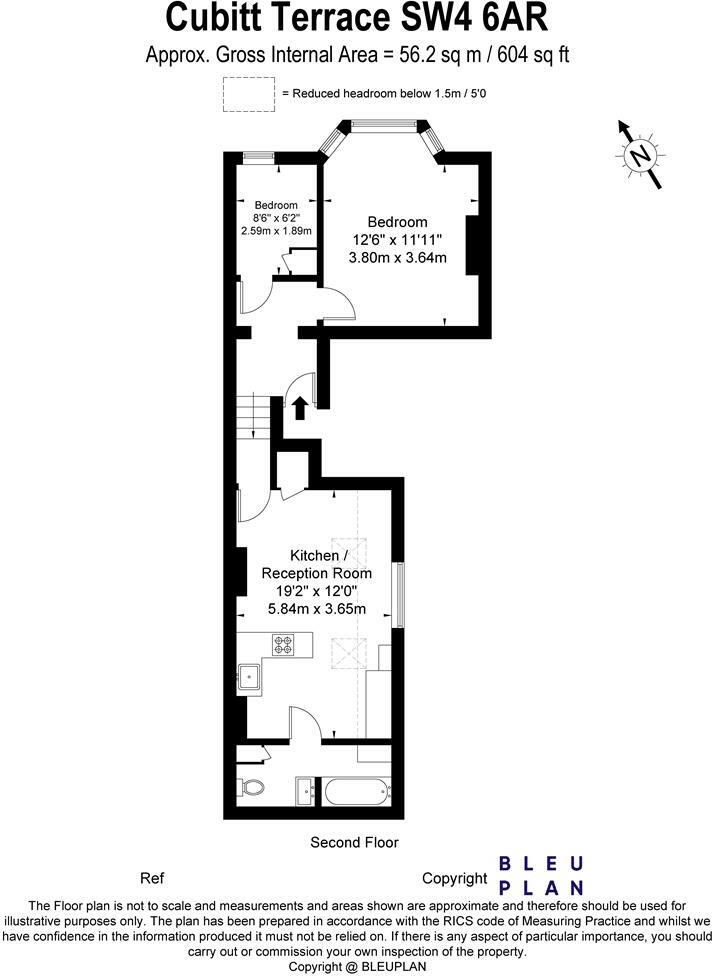 Cubitt Terrace SW4 6AR
Approx. Gross Internal Area = 56.2 sq m / 604 sq ft
= Reduced headroom below 1.5m / 5'0
N
Bedroom
8'6" x 6'2"
2.59m x 1.89m
Bedroom
12'6" x 11'11"
3.80m x 3.64m
Kitchen /
Reception Room
19'2" x 12'0"
5.84m x 3.65m
Second Floor
Ref
Copyright
BLEU
PLAN
The Floor plan is not to scale and measurements and areas shown are approximate and therefore should be used for
illustrative purposes only. The plan has been prepared in accordance with the RICS code of Measuring Practice and whilst we
have confidence in the information produced it must not be relied on. If there is any aspect of particular importance, you should
carry out or commission your own inspection of the property.
Copyright @ BLEUPLAN